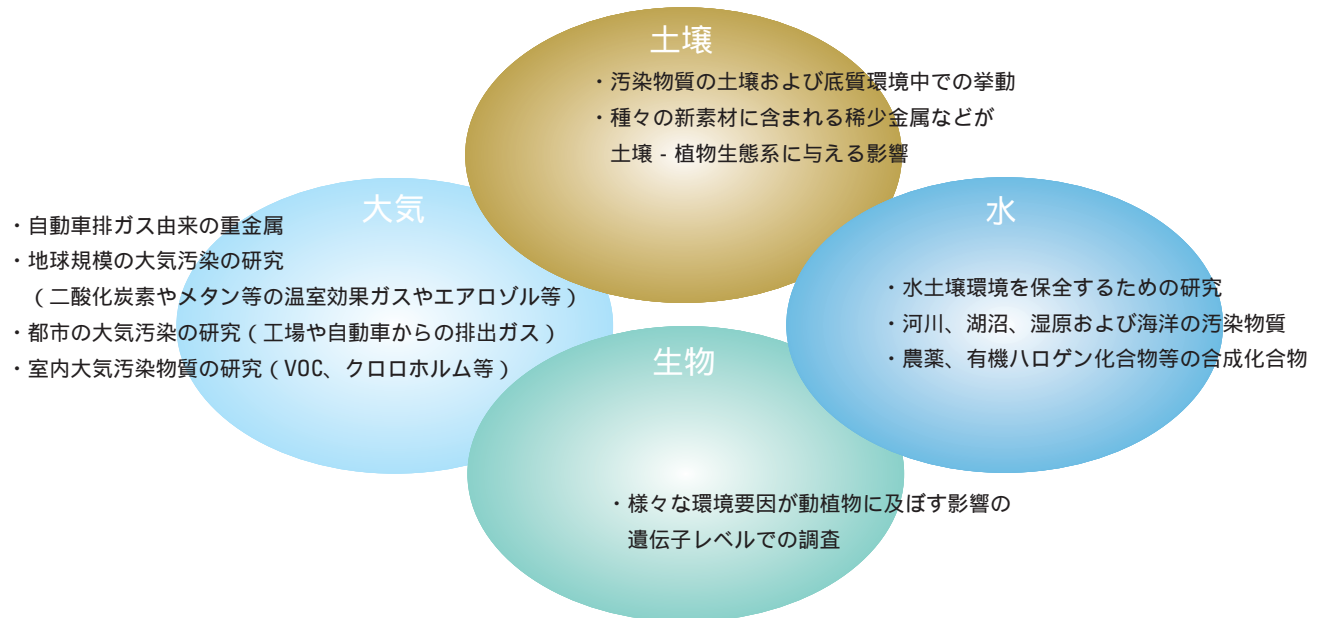 土壌
・汚染物質の土壌および底質環境中での挙動
・種々の新素材に含まれる稀少金属などが
土壌 - 植物生態系に与える影響
大気
・自動車排ガス由来の重金属
・地球規模の大気汚染の研究
(二酸化炭素やメタン等の温室効果ガスやエアロゾル等)
・都市の大気汚染の研究(工場や自動車からの排出ガス)
・室内大気汚染物質の研究(VOC、クロロホルム等)
水
・水土壌環境を保全するための研究
・河川、湖沼、湿原および海洋の汚染物質
・農薬、有機ハロゲン化合物等の合成化合物
生物
・様々な環境要因が動植物に及ぼす影響の
遺伝子レベルでの調査